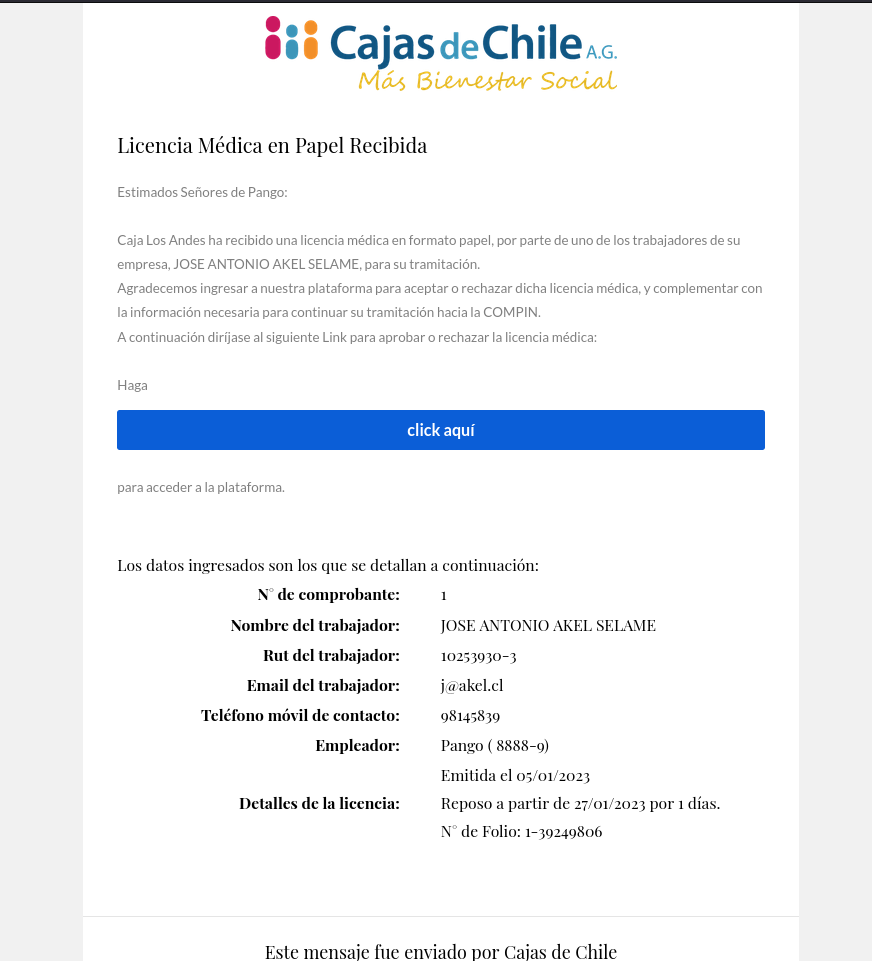 Cajas de Chile A.G.
Más Bienestar Social
Licencia Médica en Papel Recibida
Estimados Señores de Pango:
Caja Los Andes ha recibido una licencia médica en formato papel, por parte de uno de los trabajadores de su
empresa, JOSE ANTONIO AKEL SELAME, para su tramitación.
Agradecemos ingresar a nuestra plataforma para aceptar o rechazar dicha licencia médica, y complementar con
la información necesaria para continuar su tramitación hacia la COMPIN.
A continuación diríjase al siguiente Link para aprobar o rechazar la licencia médica:
Haga
click aquí
para acceder a la plataforma.
Los datos ingresados son los que se detallan a continuación:
N° de comprobante: 1
Nombre del trabajador: JOSE ANTONIO AKEL SELAME
Rut del trabajador: 10253930-3
Email del trabajador: j@akel.cl
Teléfono móvil de contacto: 98145839
Empleador: Pango ( 8888-9)
Emitida el 05/01/2023
Detalles de la licencia: Reposo a partir de 27/01/2023 por 1 días.
N° de Folio: 1-39249806
Este mensaje fue enviado por Cajas de Chile